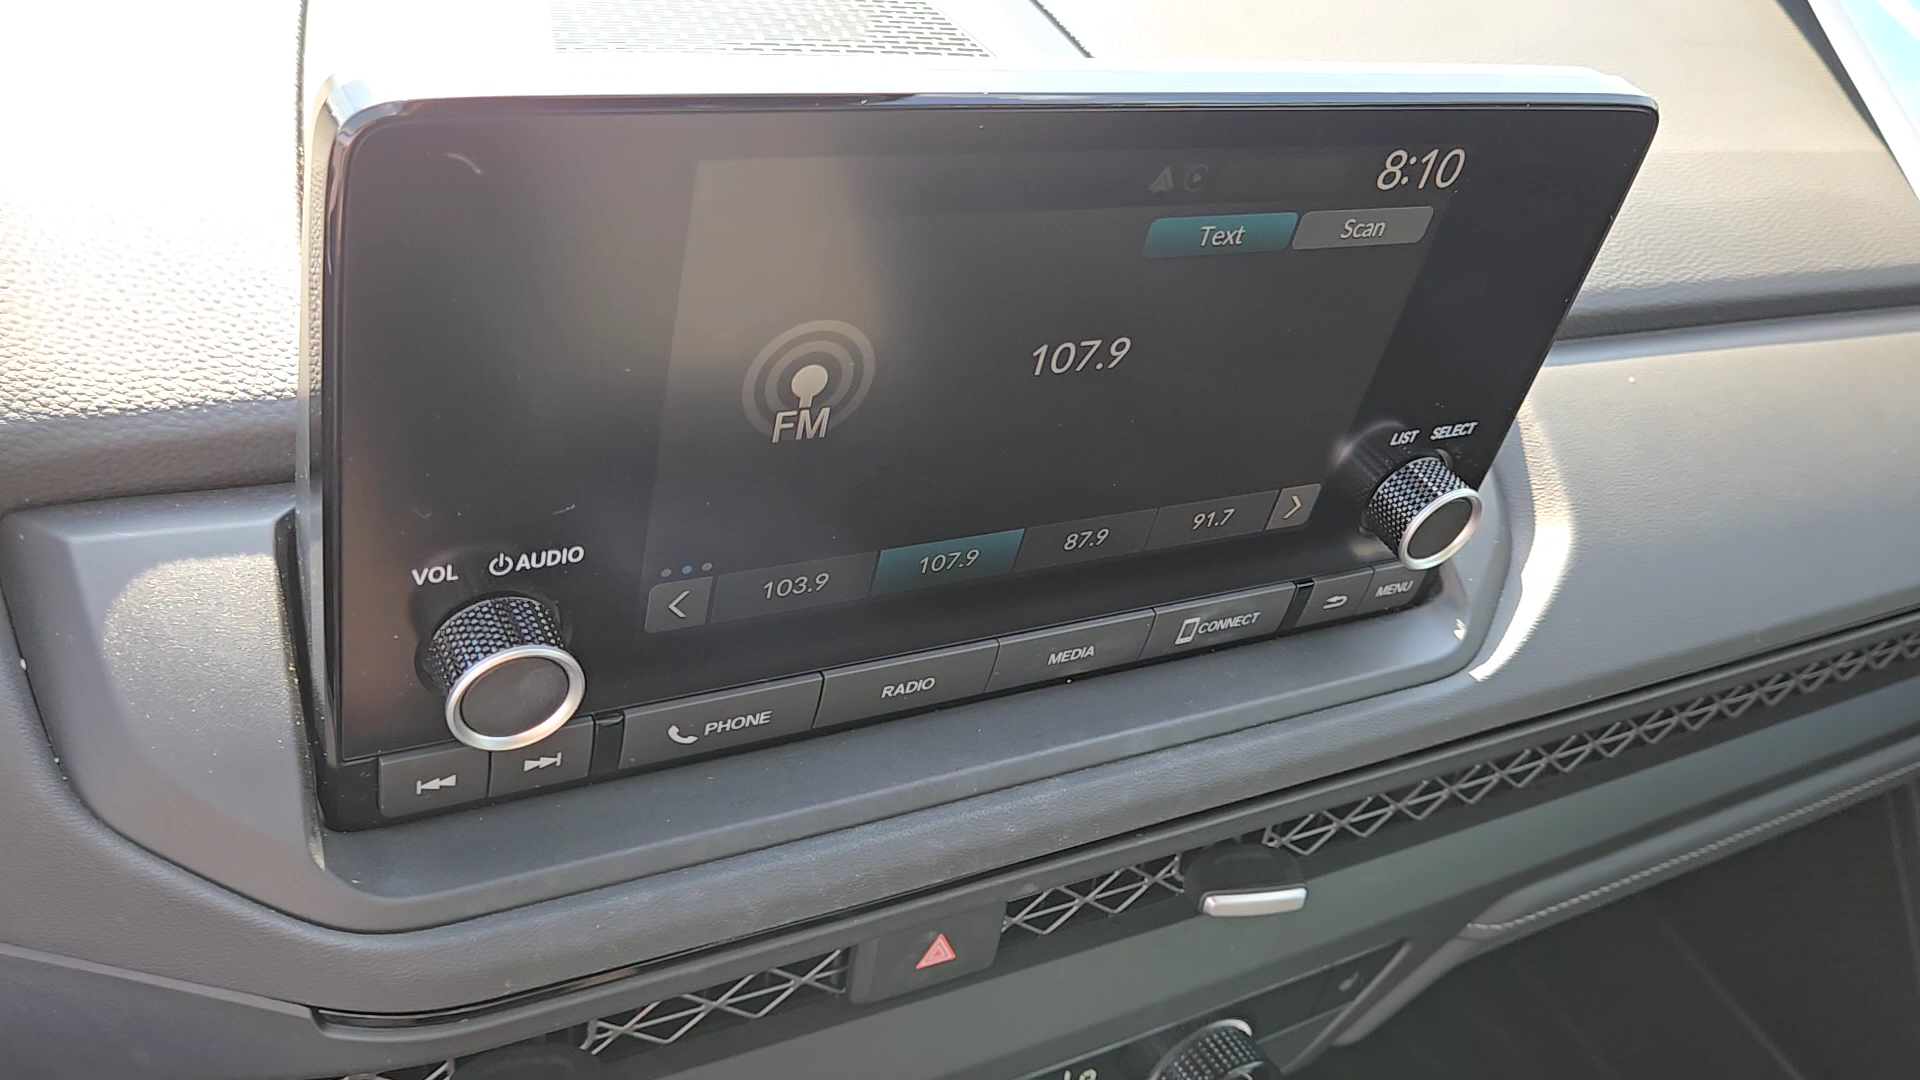 8:10
Text Scan
107.9
FM
LIST SELECT
VOL AUDIO
103.9 107.9 87.9 91.7
PHONE RADIO MEDIA CONNECT MENU